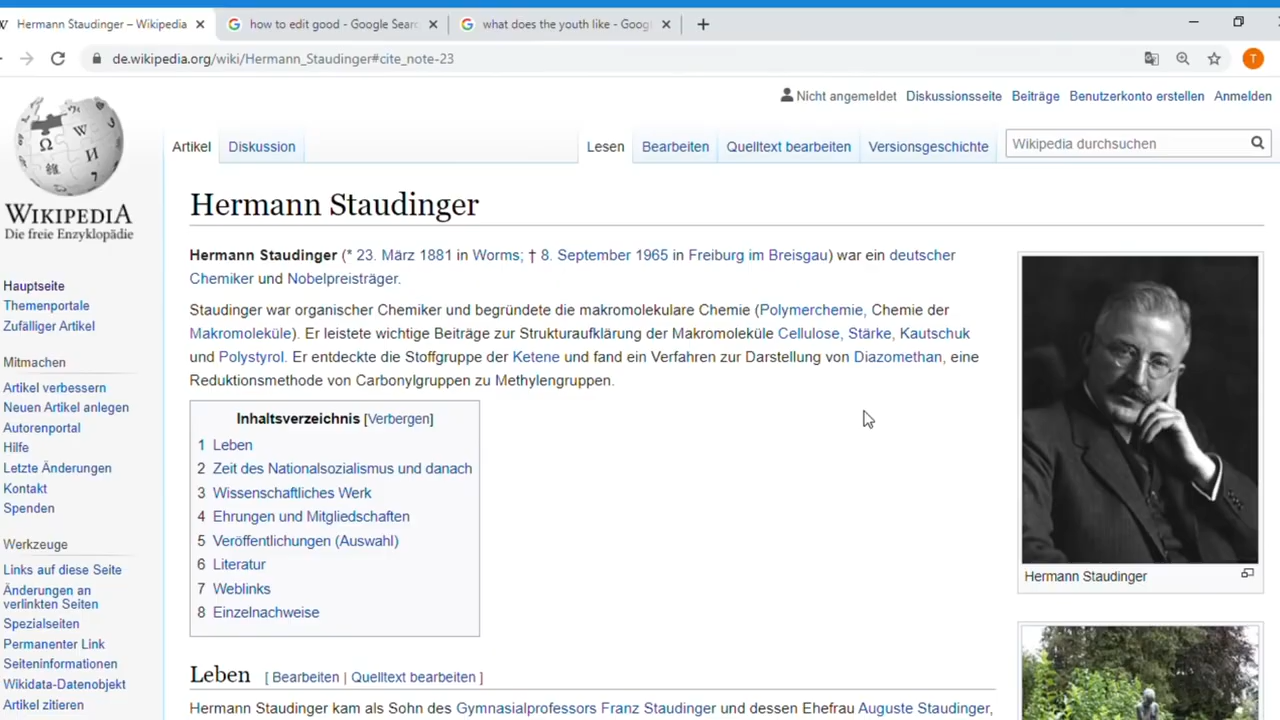 Hermann Staudinger – Wikipedia
how to edit good - Google Searc
what does the youth like - Goog
de.wikipedia.org/wiki/Hermann_Staudinger#cite_note-23
T
Nicht angemeldet Diskussionsseite Beiträge Benutzerkonto erstellen Anmelden
Artikel Diskussion Lesen Bearbeiten Quelltext bearbeiten Versionsgeschichte Wikipedia durchsuchen
WIKIPEDIA
Die freie Enzyklopädie
Hauptseite
Themenportale
Zufälliger Artikel
Mitmachen
Artikel verbessern
Neuen Artikel anlegen
Autorenportal
Hilfe
Letzte Änderungen
Kontakt
Spenden
Werkzeuge
Links auf diese Seite
Änderungen an
verlinkten Seiten
Spezialseiten
Permanenter Link
Seiteninformationen
Wikidata-Datenobjekt
Artikel zitieren
Hermann Staudinger
Hermann Staudinger (* 23. März 1881 in Worms; † 8. September 1965 in Freiburg im Breisgau) war ein deutscher
Chemiker und Nobelpreisträger.
Staudinger war organischer Chemiker und begründete die makromolekulare Chemie (Polymerchemie, Chemie der
Makromoleküle). Er leistete wichtige Beiträge zur Strukturaufklärung der Makromoleküle Cellulose, Stärke, Kautschuk
und Polystyrol. Er entdeckte die Stoffgruppe der Ketene und fand ein Verfahren zur Darstellung von Diazomethan, eine
Reduktionsmethode von Carbonylgruppen zu Methylengruppen.
Inhaltsverzeichnis [Verbergen]
1 Leben
2 Zeit des Nationalsozialismus und danach
3 Wissenschaftliches Werk
4 Ehrungen und Mitgliedschaften
5 Veröffentlichungen (Auswahl)
6 Literatur
7 Weblinks
8 Einzelnachweise
Leben [ Bearbeiten | Quelltext bearbeiten ]
Hermann Staudinger kam als Sohn des Gymnasialprofessors Franz Staudinger und dessen Ehefrau Auguste Staudinger,
Hermann Staudinger